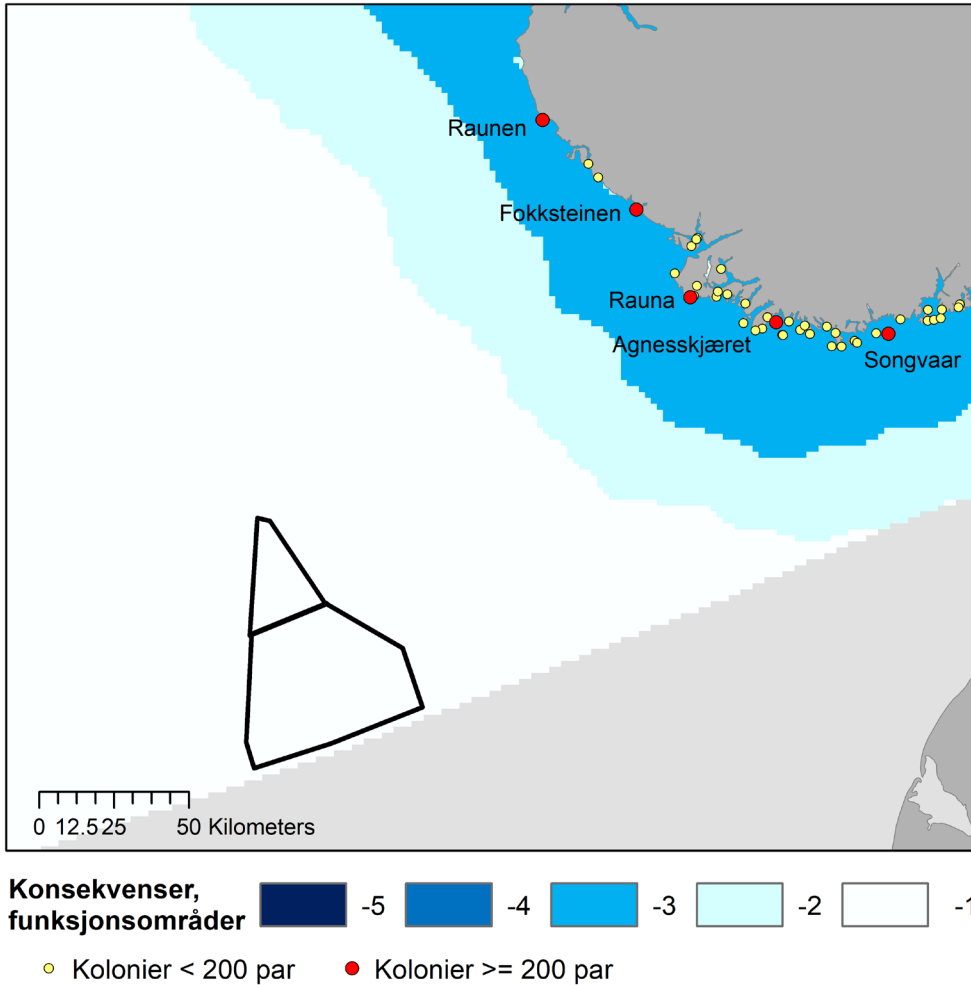 Raunen
Fokksteinen
Rauna
Agnesskjæret
Songvaar
0 12.5 25 50 Kilometers
Konsekvenser,
funksjonsområder
-5 -4 -3 -2 -1
Kolonier < 200 par Kolonier >= 200 par